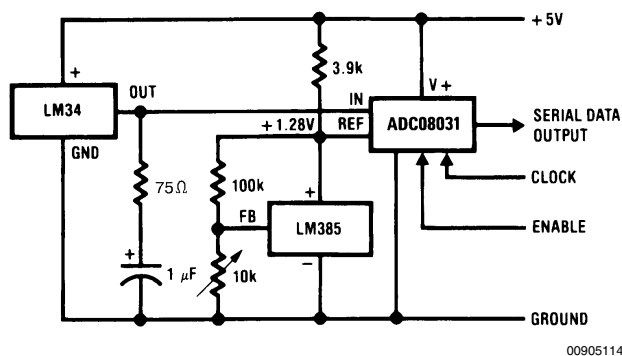 +5V
+
3.9k
V+
LM34
OUT
IN
ADC08031
SERIAL DATA
OUTPUT
+1.28V
REF
GND
CLOCK
75Ω
100k
+
FB
LM385
ENABLE
+
1 μF
10k
−
GROUND
00905114